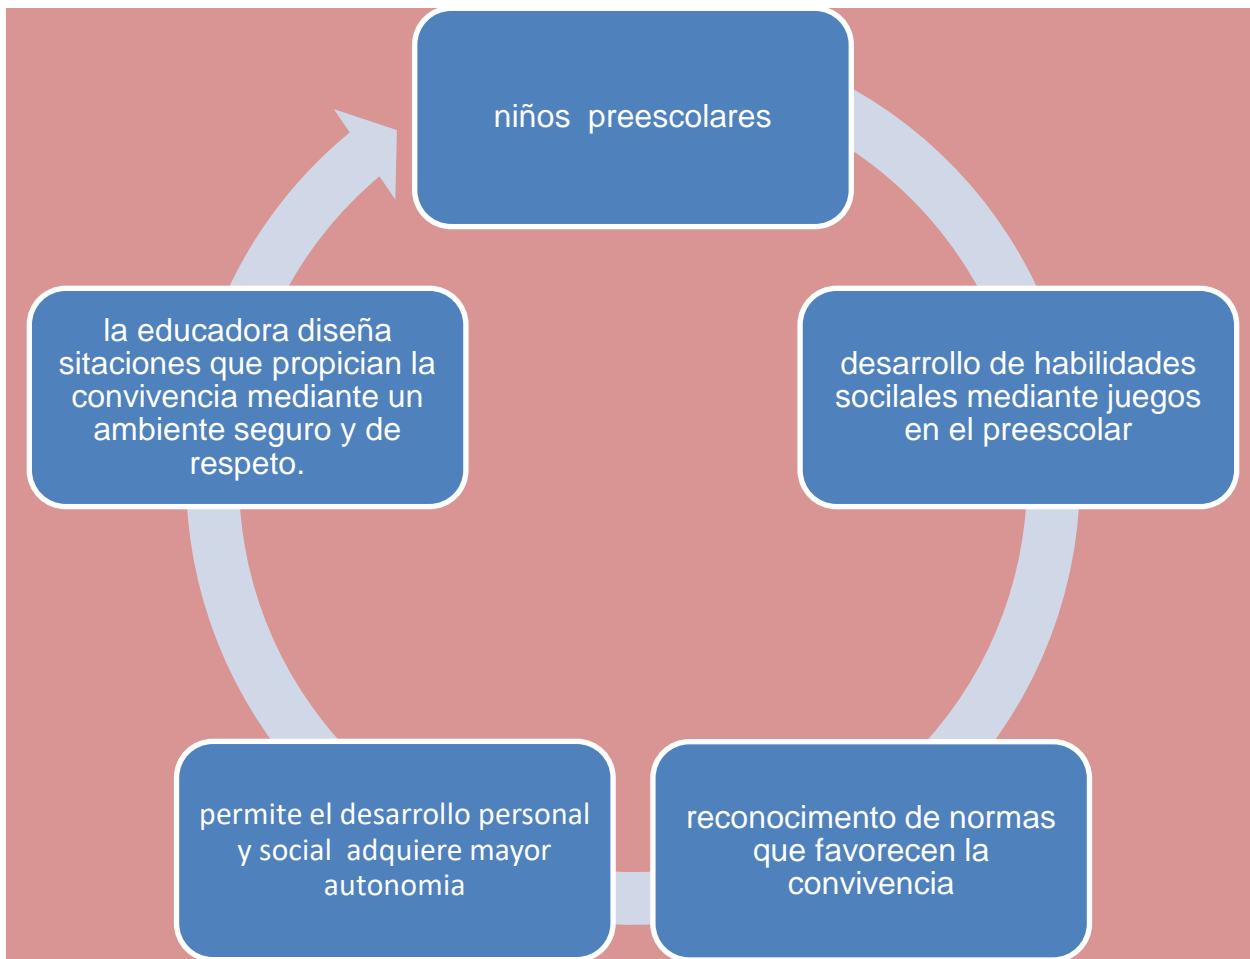 niños  preescolares
desarrollo de habilidades
socilales mediante juegos
en el preescolar
reconocimento de normas
que favorecen la
convivencia
permite el desarrollo personal
y social  adquiere mayor
autonomia
la educadora diseña
sitaciones que propician la
convivencia mediante un
ambiente seguro y de
respeto.